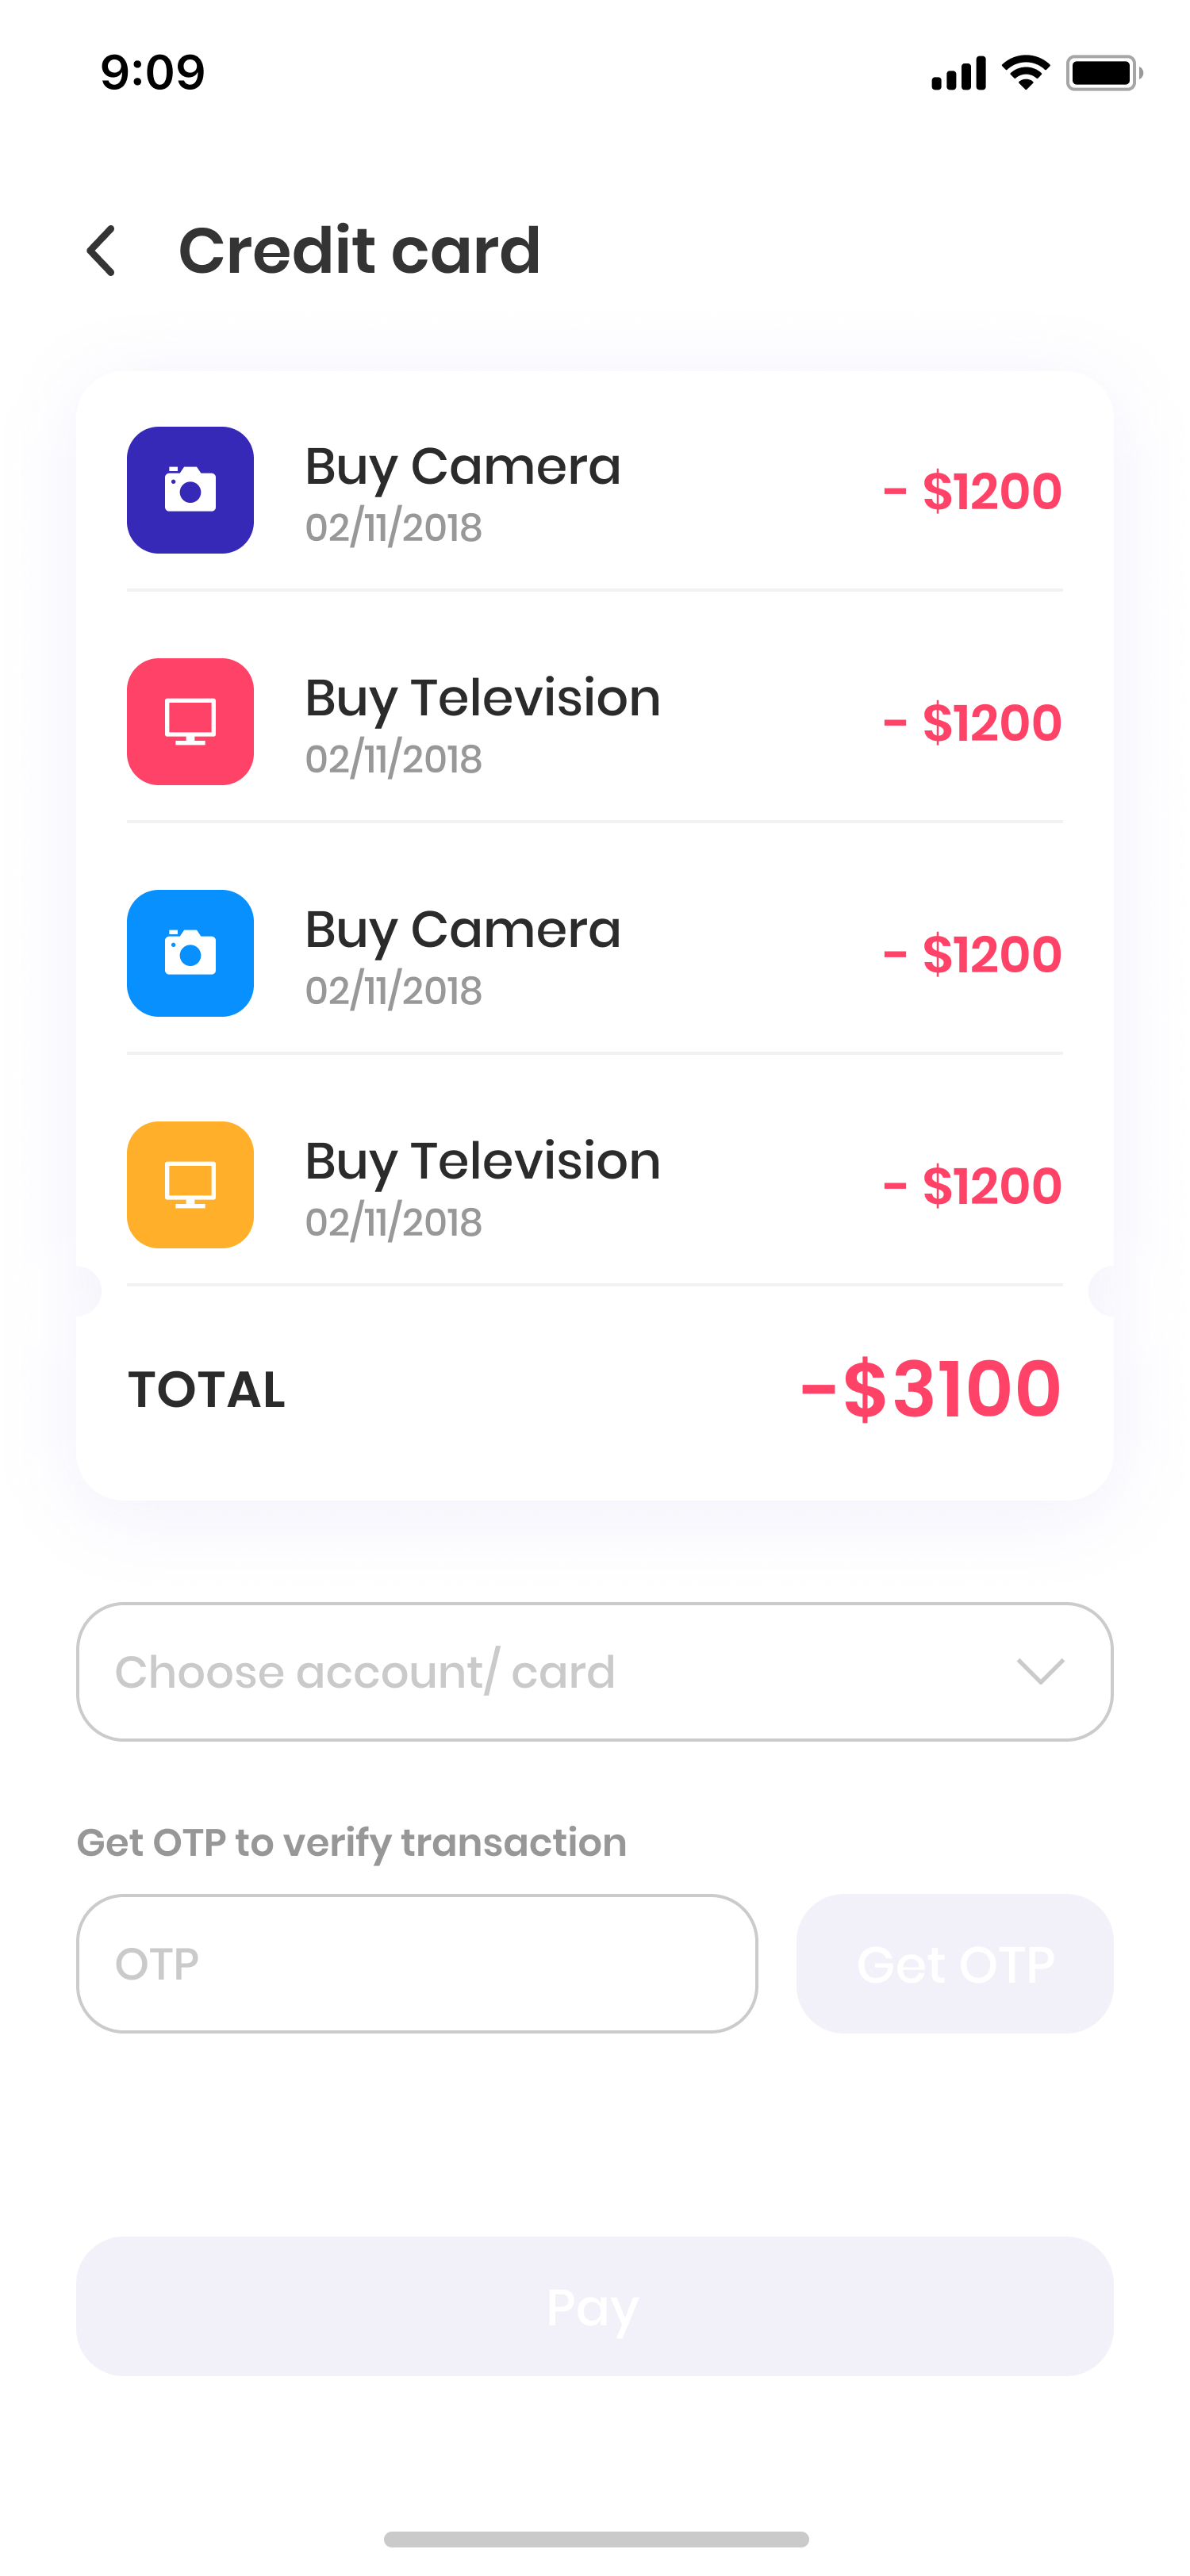 9:09
Credit card
Buy Camera
02/11/2018
- $1200
Buy Television
02/11/2018
- $1200
Buy Camera
02/11/2018
- $1200
Buy Television
02/11/2018
- $1200
TOTAL
-$3100
Choose account/ card
Get OTP to verify transaction
OTP
Get OTP
Pay